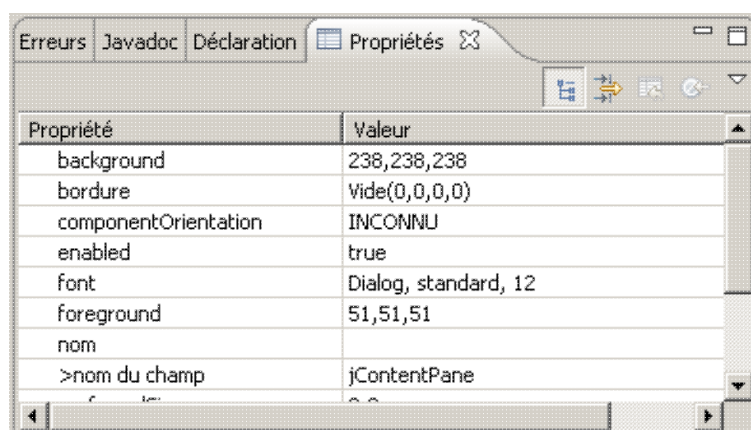 Erreurs Javadoc Déclaration Propriétés
Propriété Valeur
background 238,238,238
bordure Vide(0,0,0,0)
componentOrientation INCONNU
enabled true
font Dialog, standard, 12
foreground 51,51,51
nom
>nom du champ jContentPane